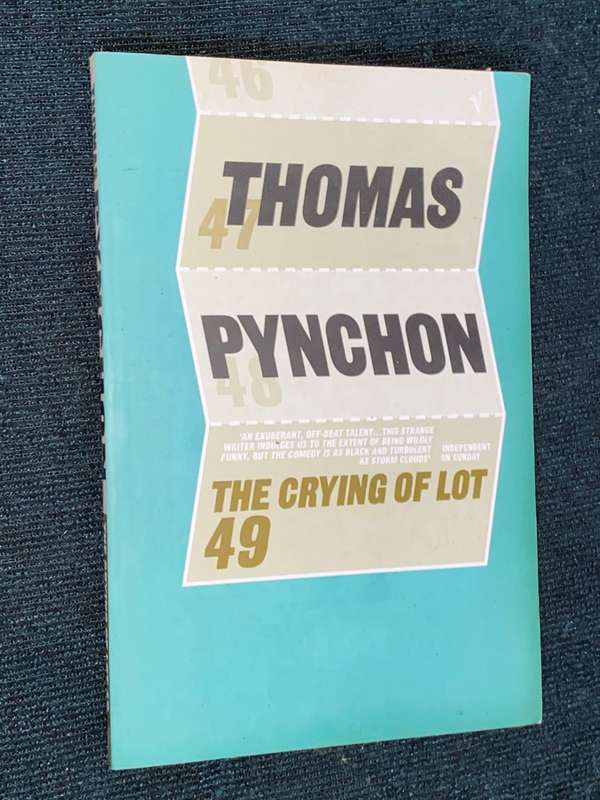 46
THOMAS
47
PYNCHON
48
'AN EXUBERANT, OFF-BEAT TALENT...THIS STRANGE
WRITER INDULGES US TO THE EXTENT OF BEING WILDLY
FUNNY, BUT THE COMEDY IS AS BLACK AND TURBULENT
AS STORM CLOUDS'
INDEPENDENT
ON SUNDAY
THE CRYING OF LOT
49